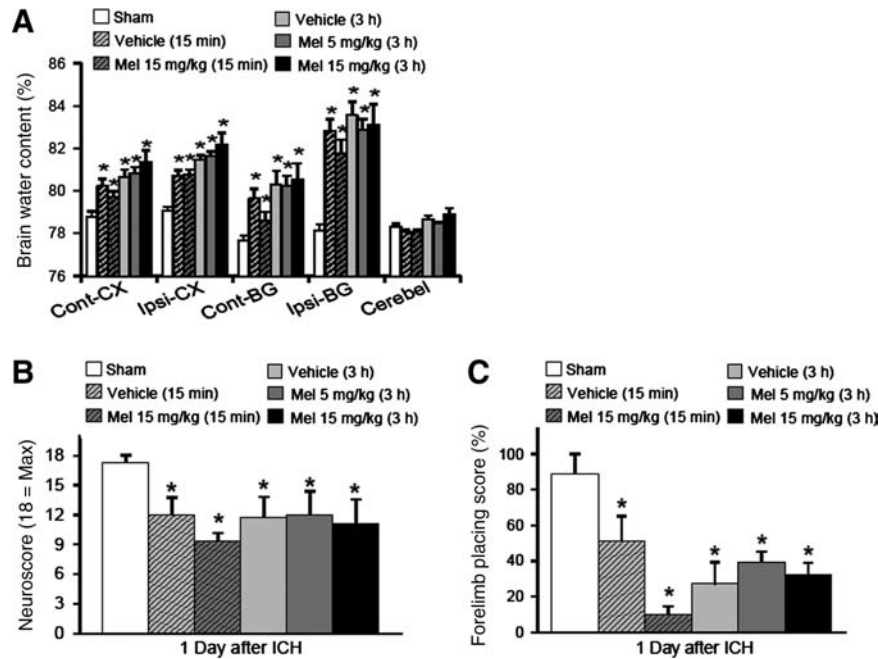 A
Sham
Vehicle (15 min)
Mel 15 mg/kg (15 min)
Vehicle (3 h)
Mel 5 mg/kg (3 h)
Mel 15 mg/kg (3 h)
Brain water content (%)
86
84
82
80
78
76
* * * * *
* * * * *
* * * * *
* * * * *
Cont-CX
Ipsi-CX
Cont-BG
Ipsi-BG
Cerebel
B
Sham
Vehicle (15 min)
Mel 15 mg/kg (15 min)
Vehicle (3 h)
Mel 5 mg/kg (3 h)
Mel 15 mg/kg (3 h)
Neuroscore (18 = Max)
18
15
12
9
6
3
0
* * * * *
1 Day after ICH
C
Sham
Vehicle (15 min)
Mel 15 mg/kg (15 min)
Vehicle (3 h)
Mel 5 mg/kg (3 h)
Mel 15 mg/kg (3 h)
Forelimb placing score (%)
100
80
60
40
20
0
* * * * *
1 Day after ICH